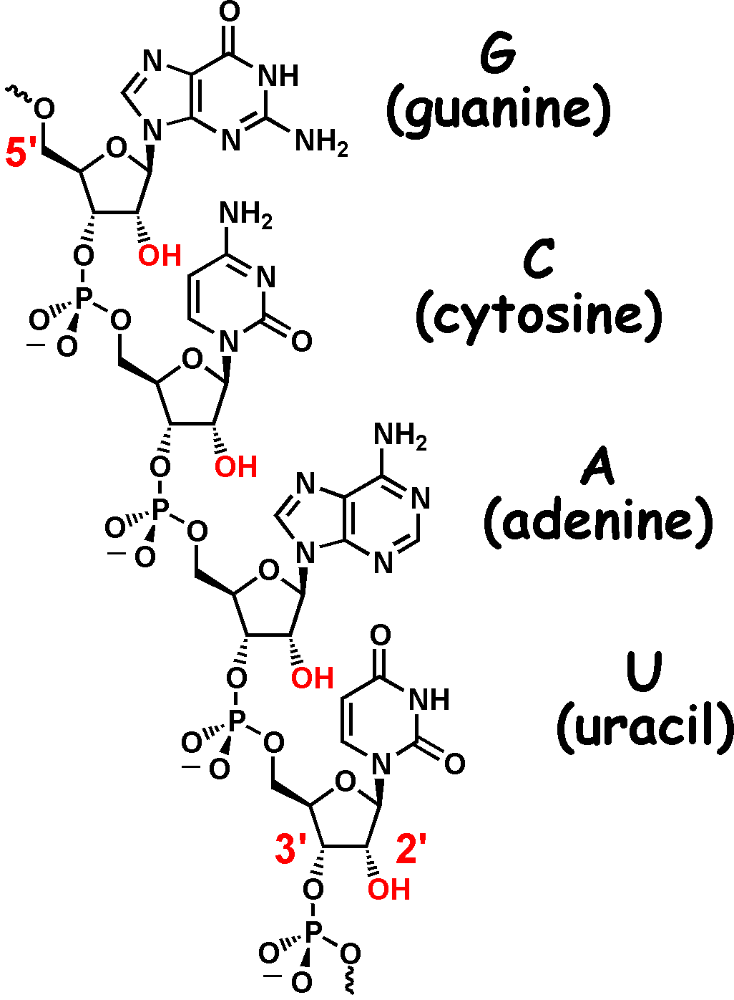 O
G
N
NH
O
(guanine)
N
N
NH₂
5'
O
NH₂
O
OH
C
N
P
O
O
(cytosine)
− O
N
O
O
NH₂
O
OH
A
N
N
P
O
O
(adenine)
− O
N
N
O
O
O
OH
U
NH
P
O
O
(uracil)
− O
N
O
O
3'
2'
O
OH
P
O
O
− O